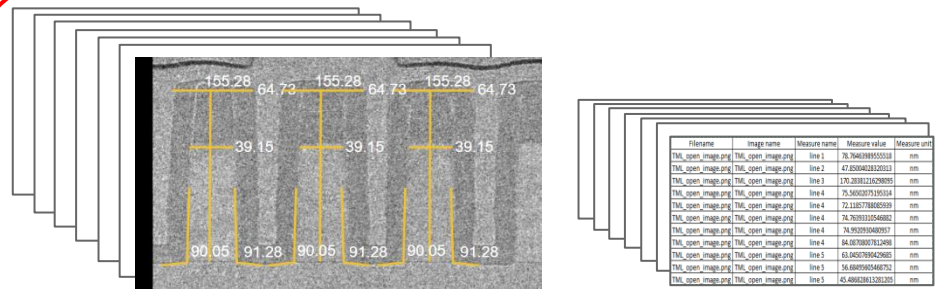 155.28 155.28 155.28
64.73 64.73 64.73
39.15 39.15 39.15
90.05 91.28 90.05 91.28 90.05 91.28
Filename Image name Measure name Measure value Measure unit
TML_open_image.png TML_open_image.png line 1 78.76463989555518 nm
TML_open_image.png TML_open_image.png line 2 47.85004028320313 nm
TML_open_image.png TML_open_image.png line 3 170.28381216298095 nm
TML_open_image.png TML_open_image.png line 4 75.56502075195314 nm
TML_open_image.png TML_open_image.png line 4 72.11857788085939 nm
TML_open_image.png TML_open_image.png line 4 74.76393310546882 nm
TML_open_image.png TML_open_image.png line 4 74.9920930480937 nm
TML_open_image.png TML_open_image.png line 4 84.08708007812498 nm
TML_open_image.png TML_open_image.png line 5 63.04507690429685 nm
TML_open_image.png TML_open_image.png line 5 56.68495605468752 nm
TML_open_image.png TML_open_image.png line 5 45.486828613281205 nm